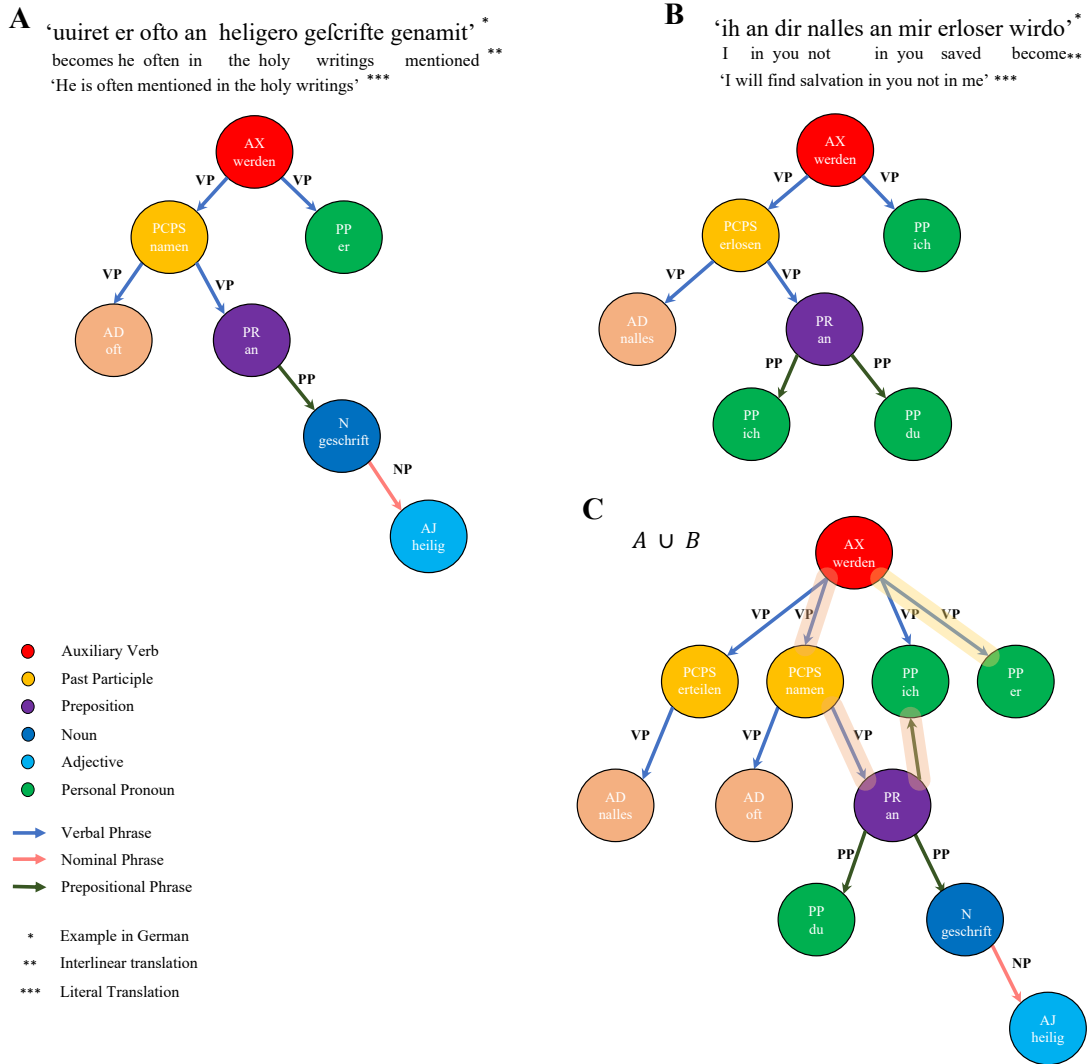 A
'uuiret er ofto an heligero geſcrifte genamit' *
becomes he often in the holy writings mentioned **
'He is often mentioned in the holy writings' ***
AX
werden
VP
VP
PCPS
namen
PP
er
VP
VP
AD
oft
PR
an
PP
N
geschrift
NP
AJ
heilig
B
'ih an dir nalles an mir erloser wirdo' *
I in you not in you saved become**
'I will find salvation in you not in me' ***
AX
werden
VP
VP
PCPS
erlosen
PP
ich
VP
VP
AD
nalles
PR
an
PP
PP
PP
ich
PP
du
C
A ∪ B
AX
werden
VP
VP
VP
VP
PCPS
erteilen
PCPS
namen
PP
ich
PP
er
VP
VP
VP
AD
nalles
AD
oft
PR
an
PP
PP
PP
du
N
geschrift
NP
AJ
heilig
Auxiliary Verb
Past Participle
Preposition
Noun
Adjective
Personal Pronoun
Verbal Phrase
Nominal Phrase
Prepositional Phrase
* Example in German
** Interlinear translation
*** Literal Translation